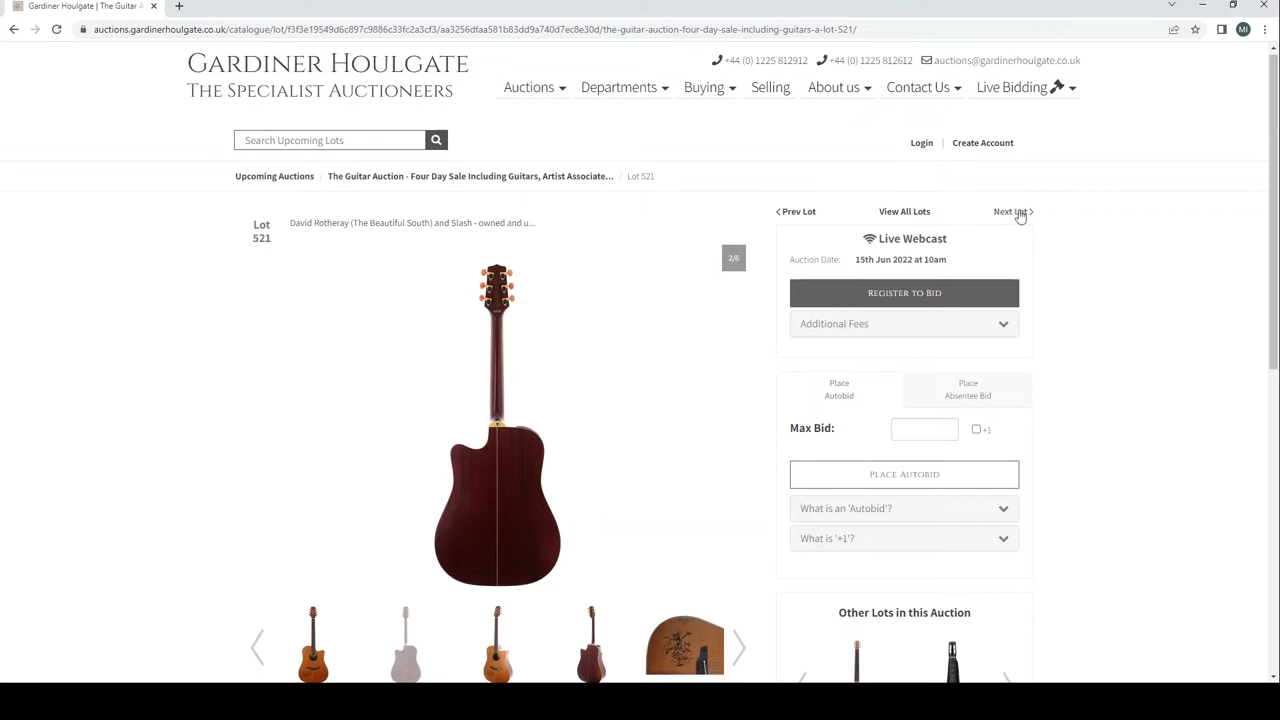 Gardiner Houlgate | The Guitar A
auctions.gardinerhoulgate.co.uk/catalogue/lot/f3f3e19549d6c897c9886c33fc2a3cf3/aa3256dfaa581b83dd9a740d7ec8e30d/the-guitar-auction-four-day-sale-including-guitars-a-lot-521/
MI
GARDINER HOULGATE
THE SPECIALIST AUCTIONEERS
+44 (0) 1225 812912 +44 (0) 1225 812612 auctions@gardinerhoulgate.co.uk
Auctions Departments Buying Selling About us Contact Us Live Bidding
Search Upcoming Lots
Login | Create Account
Upcoming Auctions / The Guitar Auction - Four Day Sale Including Guitars, Artist Associate... / Lot 521
Prev Lot View All Lots Next Lot
Lot
521
David Rotheray (The Beautiful South) and Slash - owned and u...
2/6
Live Webcast
Auction Date: 15th Jun 2022 at 10am
REGISTER TO BID
Additional Fees
Place
Autobid
Place
Absentee Bid
Max Bid: +1
PLACE AUTOBID
What is an 'Autobid'?
What is '+1'?
Other Lots in this Auction